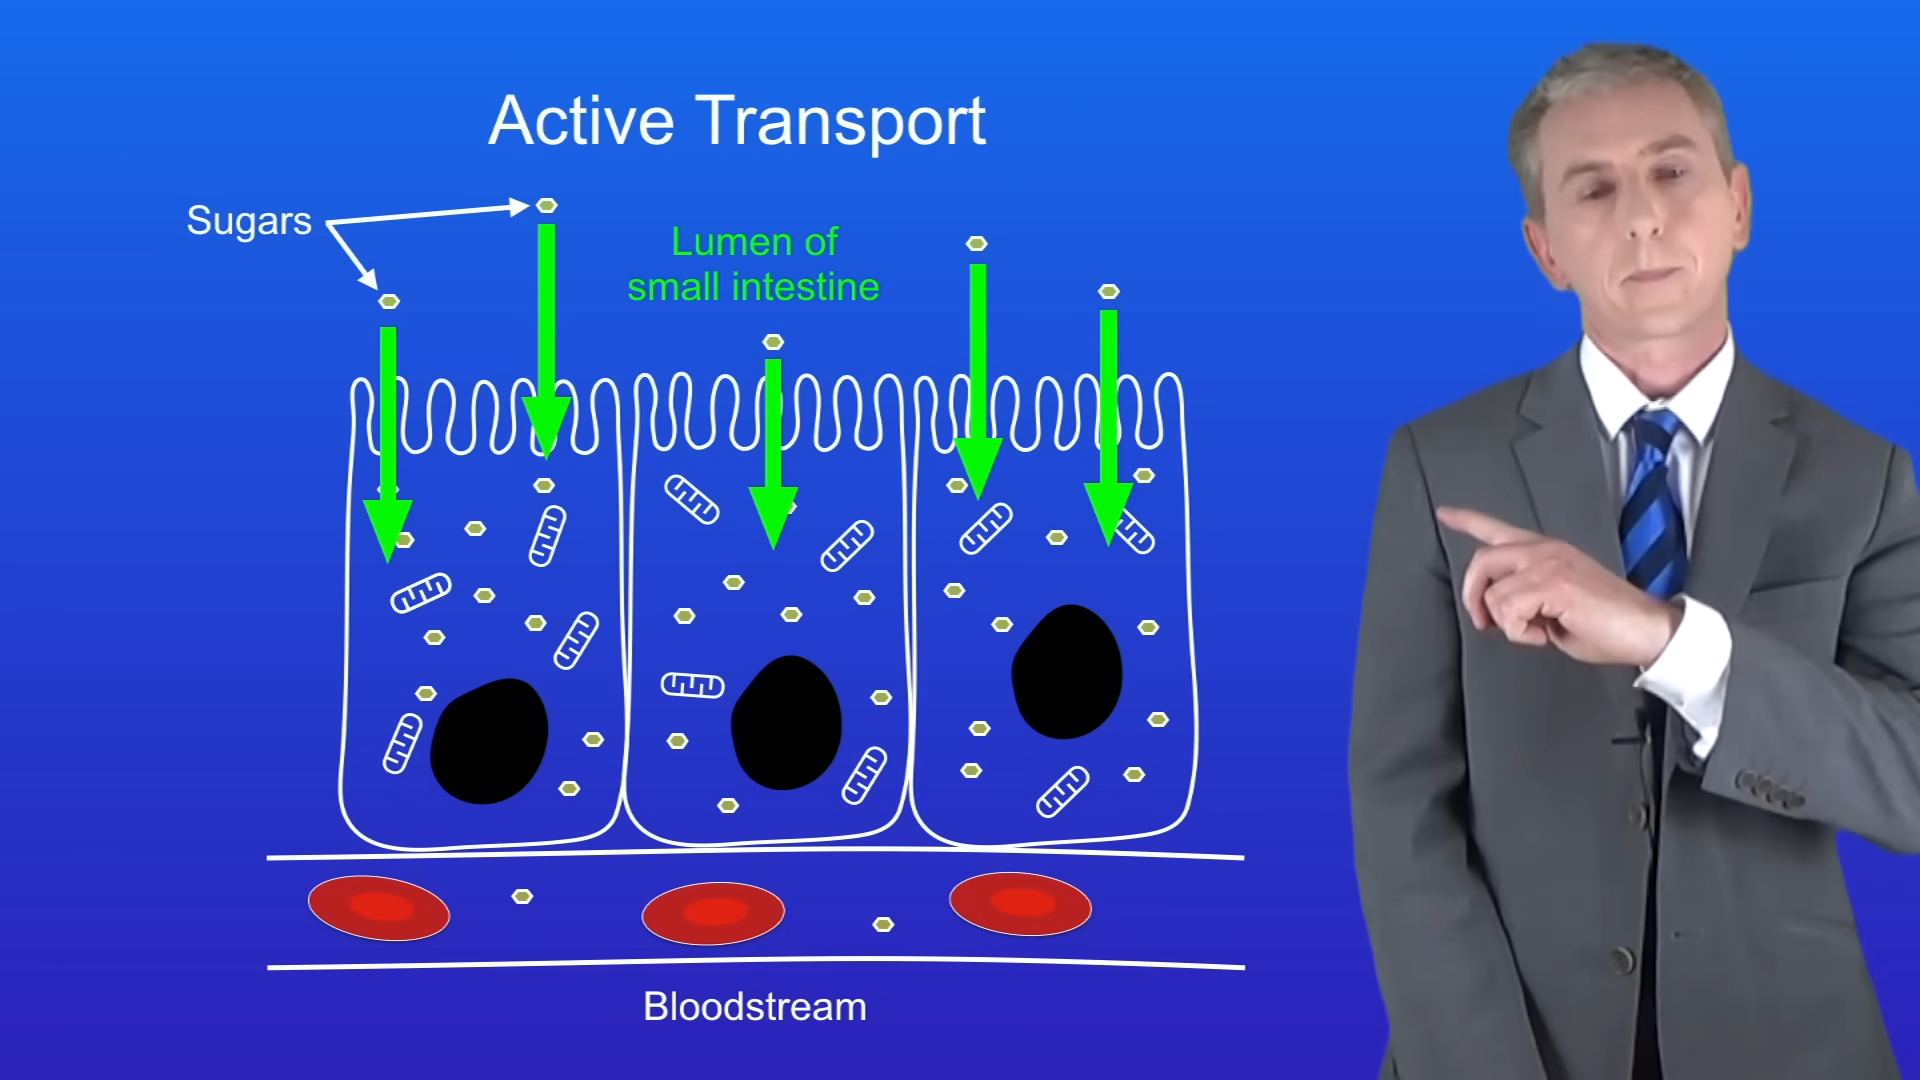 Active Transport
Sugars
Lumen of
small intestine
Bloodstream